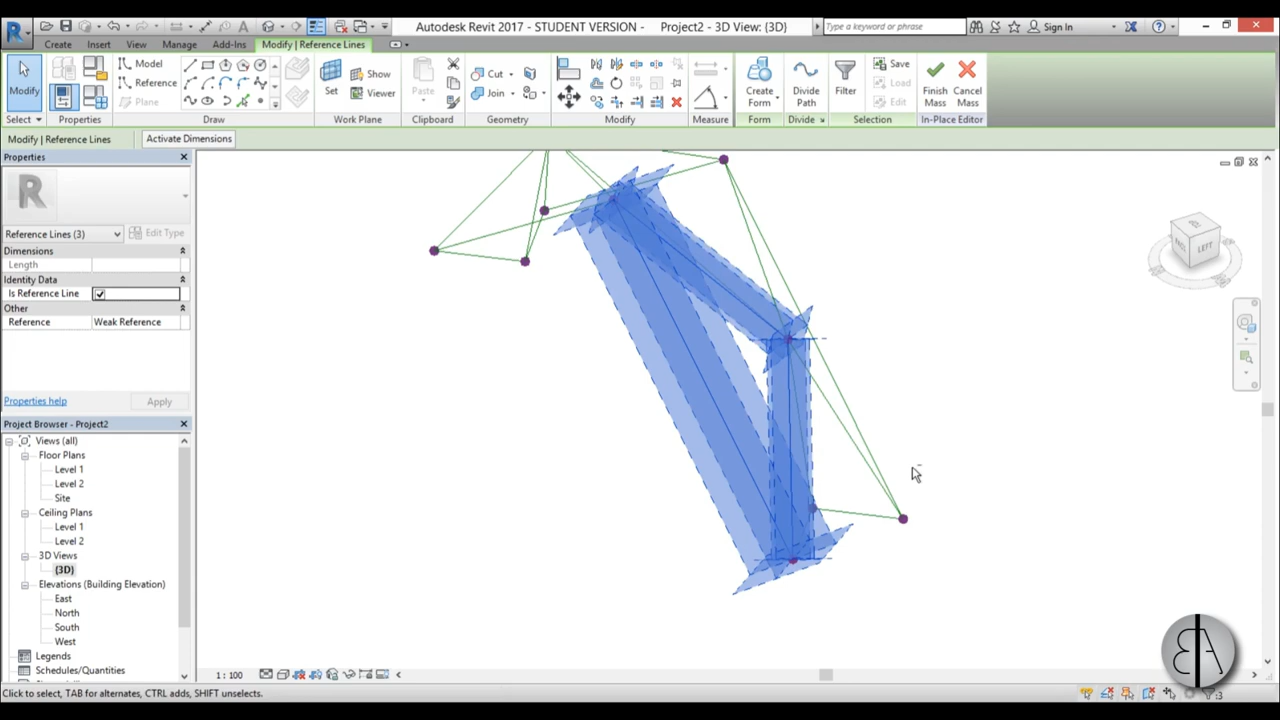 Autodesk Revit 2017 - STUDENT VERSION - Project2 - 3D View: {3D}
Type a keyword or phrase
Sign In
Create Insert View Manage Add-Ins Modify | Reference Lines
Modify
Model
Reference
Plane
Set
Show
Viewer
Paste
Cut
Join
Create Form
Divide Path
Filter
Save
Load
Edit
Finish Mass
Cancel Mass
Select Properties Draw Work Plane Clipboard Geometry Modify Measure Form Divide Selection In-Place Editor
Modify | Reference Lines Activate Dimensions
Properties
R
Reference Lines (3) Edit Type
Dimensions
Length
Identity Data
Is Reference Line
Other
Reference Weak Reference
Properties help Apply
Project Browser - Project2
Views (all)
Floor Plans
Level 1
Level 2
Site
Ceiling Plans
Level 1
Level 2
3D Views
{3D}
Elevations (Building Elevation)
East
North
South
West
Legends
Schedules/Quantities
LEFT
1 : 100
Click to select, TAB for alternates, CTRL adds, SHIFT unselects.
:3